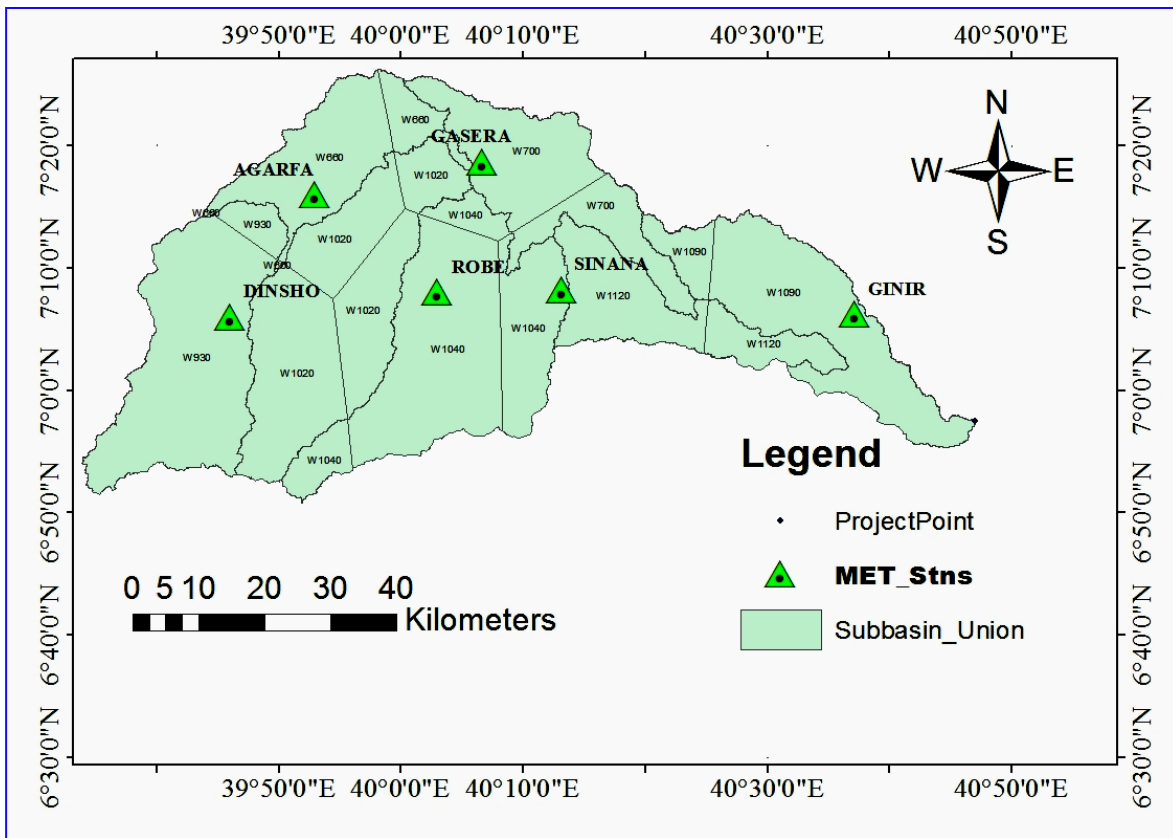 39°50'0"E 40°0'0"E 40°10'0"E 40°30'0"E 40°50'0"E
7°20'0"N
7°10'0"N
7°0'0"N
6°50'0"N
6°40'0"N
6°30'0"N
7°20'0"N
7°10'0"N
7°0'0"N
6°50'0"N
6°40'0"N
6°30'0"N
N
W E
S
W660
GASERA
W700
W660
AGARFA
W1020
W660
W930
W1040
W700
W1020
W1090
W660
ROBE
SINANA
DINSHO
W1120
W1090
GINIR
W1020
W1040
W1040
W1120
W930
W1020
W1040
Legend
ProjectPoint
MET_Stns
Subbasin_Union
0 5 10 20 30 40
Kilometers
39°50'0"E 40°0'0"E 40°10'0"E 40°30'0"E 40°50'0"E